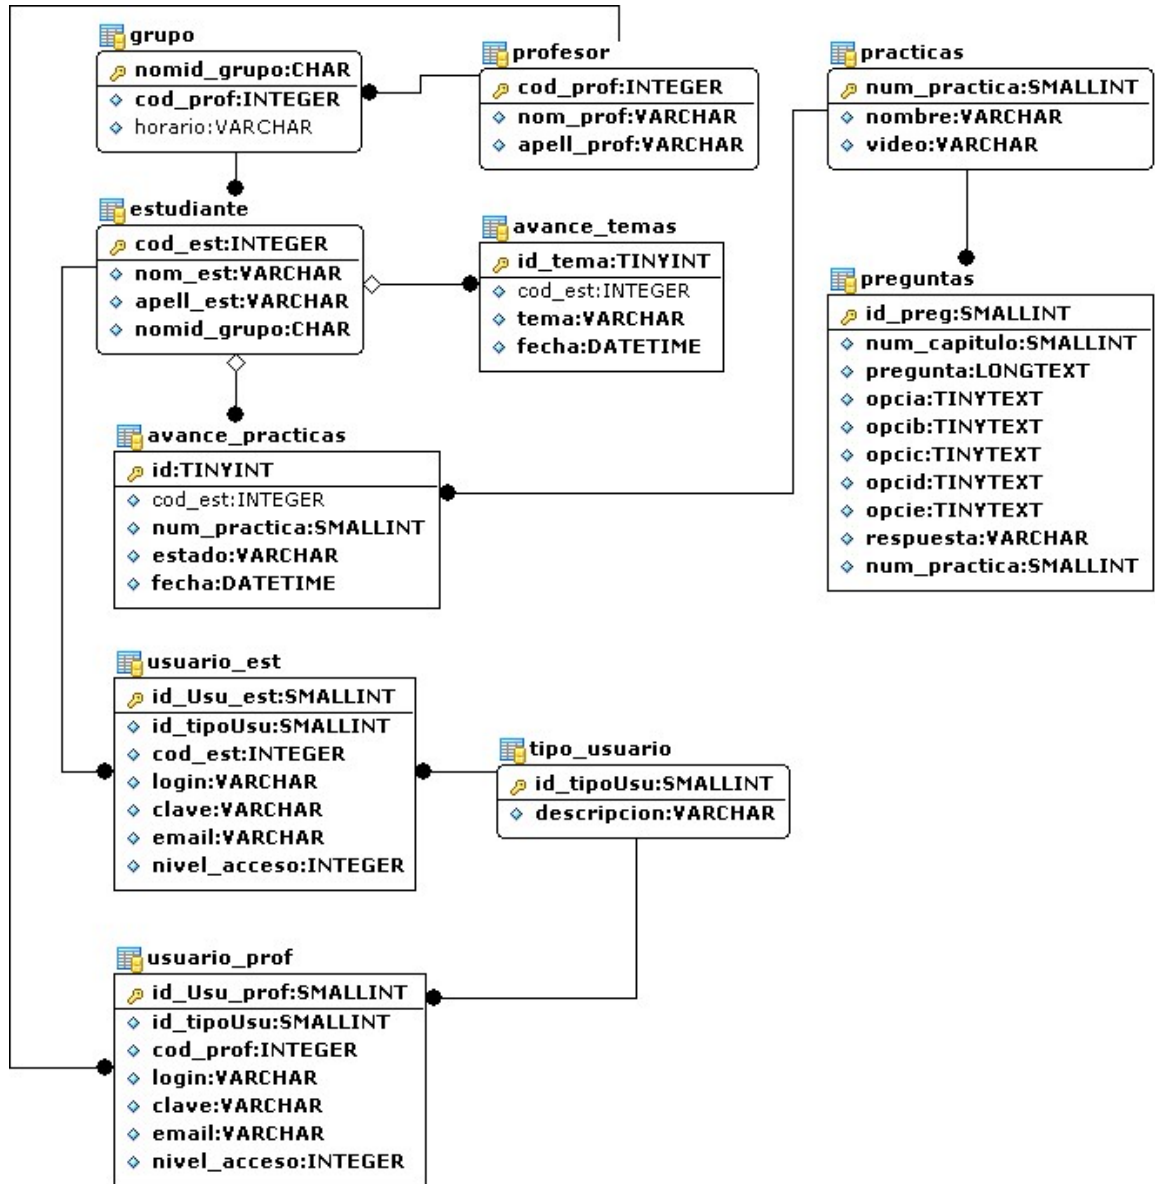 grupo
nomid_grupo:CHAR
cod_prof:INTEGER
horario:VARCHAR
profesor
cod_prof:INTEGER
nom_prof:VARCHAR
apell_prof:VARCHAR
practicas
num_practica:SMALLINT
nombre:VARCHAR
video:VARCHAR
estudiante
cod_est:INTEGER
nom_est:VARCHAR
apell_est:VARCHAR
nomid_grupo:CHAR
avance_temas
id_tema:TINYINT
cod_est:INTEGER
tema:VARCHAR
fecha:DATETIME
preguntas
id_preg:SMALLINT
num_capitulo:SMALLINT
pregunta:LONGTEXT
opcia:TINYTEXT
opcib:TINYTEXT
opcic:TINYTEXT
opcid:TINYTEXT
opcie:TINYTEXT
respuesta:VARCHAR
num_practica:SMALLINT
avance_practicas
id:TINYINT
cod_est:INTEGER
num_practica:SMALLINT
estado:VARCHAR
fecha:DATETIME
usuario_est
id_Usu_est:SMALLINT
id_tipoUsu:SMALLINT
cod_est:INTEGER
login:VARCHAR
clave:VARCHAR
email:VARCHAR
nivel_acceso:INTEGER
tipo_usuario
id_tipoUsu:SMALLINT
descripcion:VARCHAR
usuario_prof
id_Usu_prof:SMALLINT
id_tipoUsu:SMALLINT
cod_prof:INTEGER
login:VARCHAR
clave:VARCHAR
email:VARCHAR
nivel_acceso:INTEGER